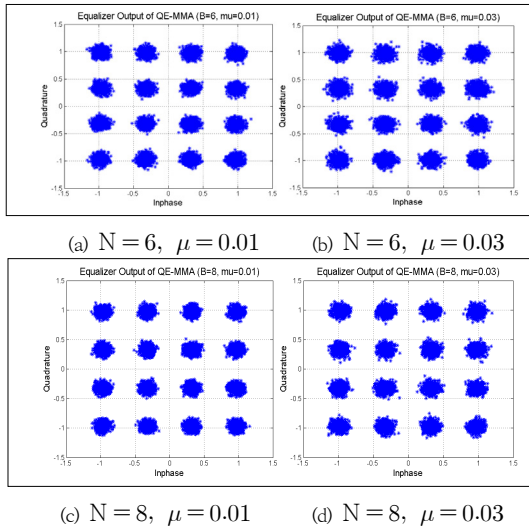 Equalizer Output of QE-MMA (B=6, mu=0.01)
1.5
1
0.5
0
-0.5
-1
-1.5
Quadrature
-1.5 -1 -0.5 0 0.5 1 1.5
Inphase
Equalizer Output of QE-MMA (B=6, mu=0.03)
1.5
1
0.5
0
-0.5
-1
-1.5
Quadrature
-1.5 -1 -0.5 0 0.5 1 1.5
Inphase
(a) N = 6, μ = 0.01
(b) N = 6, μ = 0.03
Equalizer Output of QE-MMA (B=8, mu=0.01)
1.5
1
0.5
0
-0.5
-1
-1.5
Quadrature
-1.5 -1 -0.5 0 0.5 1 1.5
Inphase
Equalizer Output of QE-MMA (B=8, mu=0.03)
1.5
1
0.5
0
-0.5
-1
-1.5
Quadrature
-1.5 -1 -0.5 0 0.5 1 1.5
Inphase
(c) N = 8, μ = 0.01
(d) N = 8, μ = 0.03